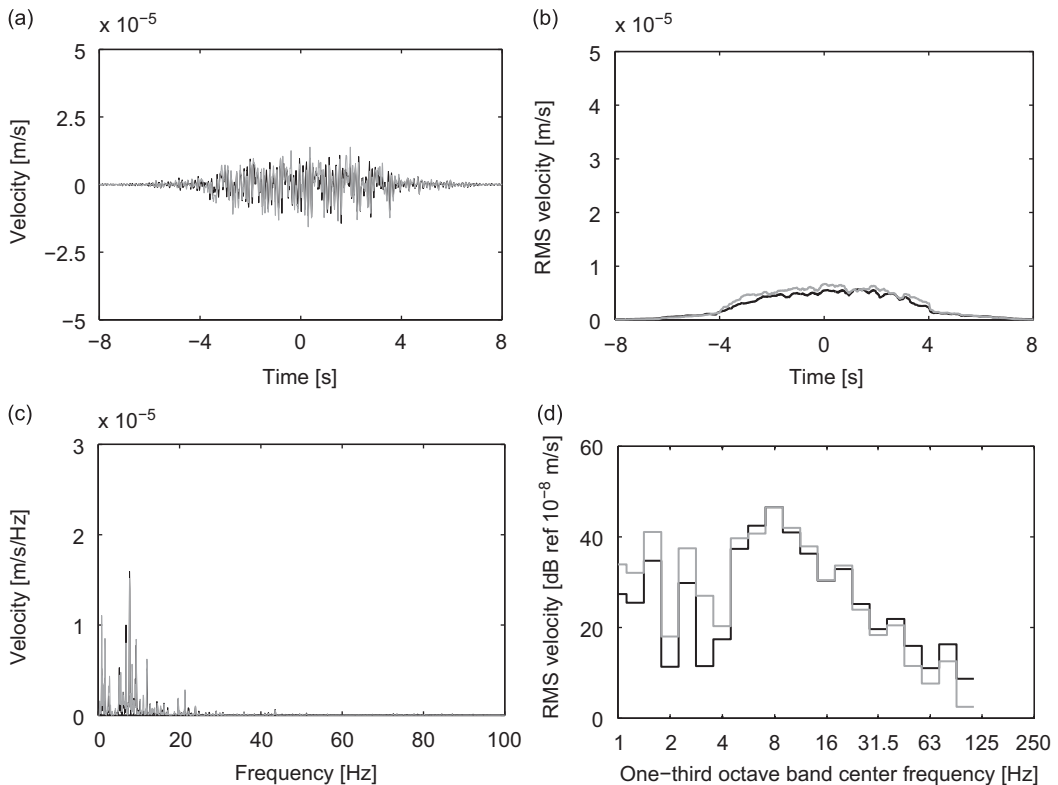 (a)
x 10⁻⁵
Velocity [m/s]
5
2.5
0
−2.5
−5
−8
−4
0
4
8
Time [s]
(b)
x 10⁻⁵
RMS velocity [m/s]
5
4
3
2
1
0
−8
−4
0
4
8
Time [s]
(c)
x 10⁻⁵
Velocity [m/s/Hz]
3
2
1
0
0
20
40
60
80
100
Frequency [Hz]
(d)
RMS velocity [dB ref 10⁻⁸ m/s]
60
40
20
0
1
2
4
8
16
31.5
63
125
250
One−third octave band center frequency [Hz]